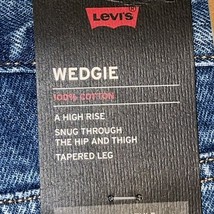 Levi's®
WEDGIE
100% COTTON
A HIGH RISE
SNUG THROUGH
THE HIP AND THIGH
TAPERED LEG